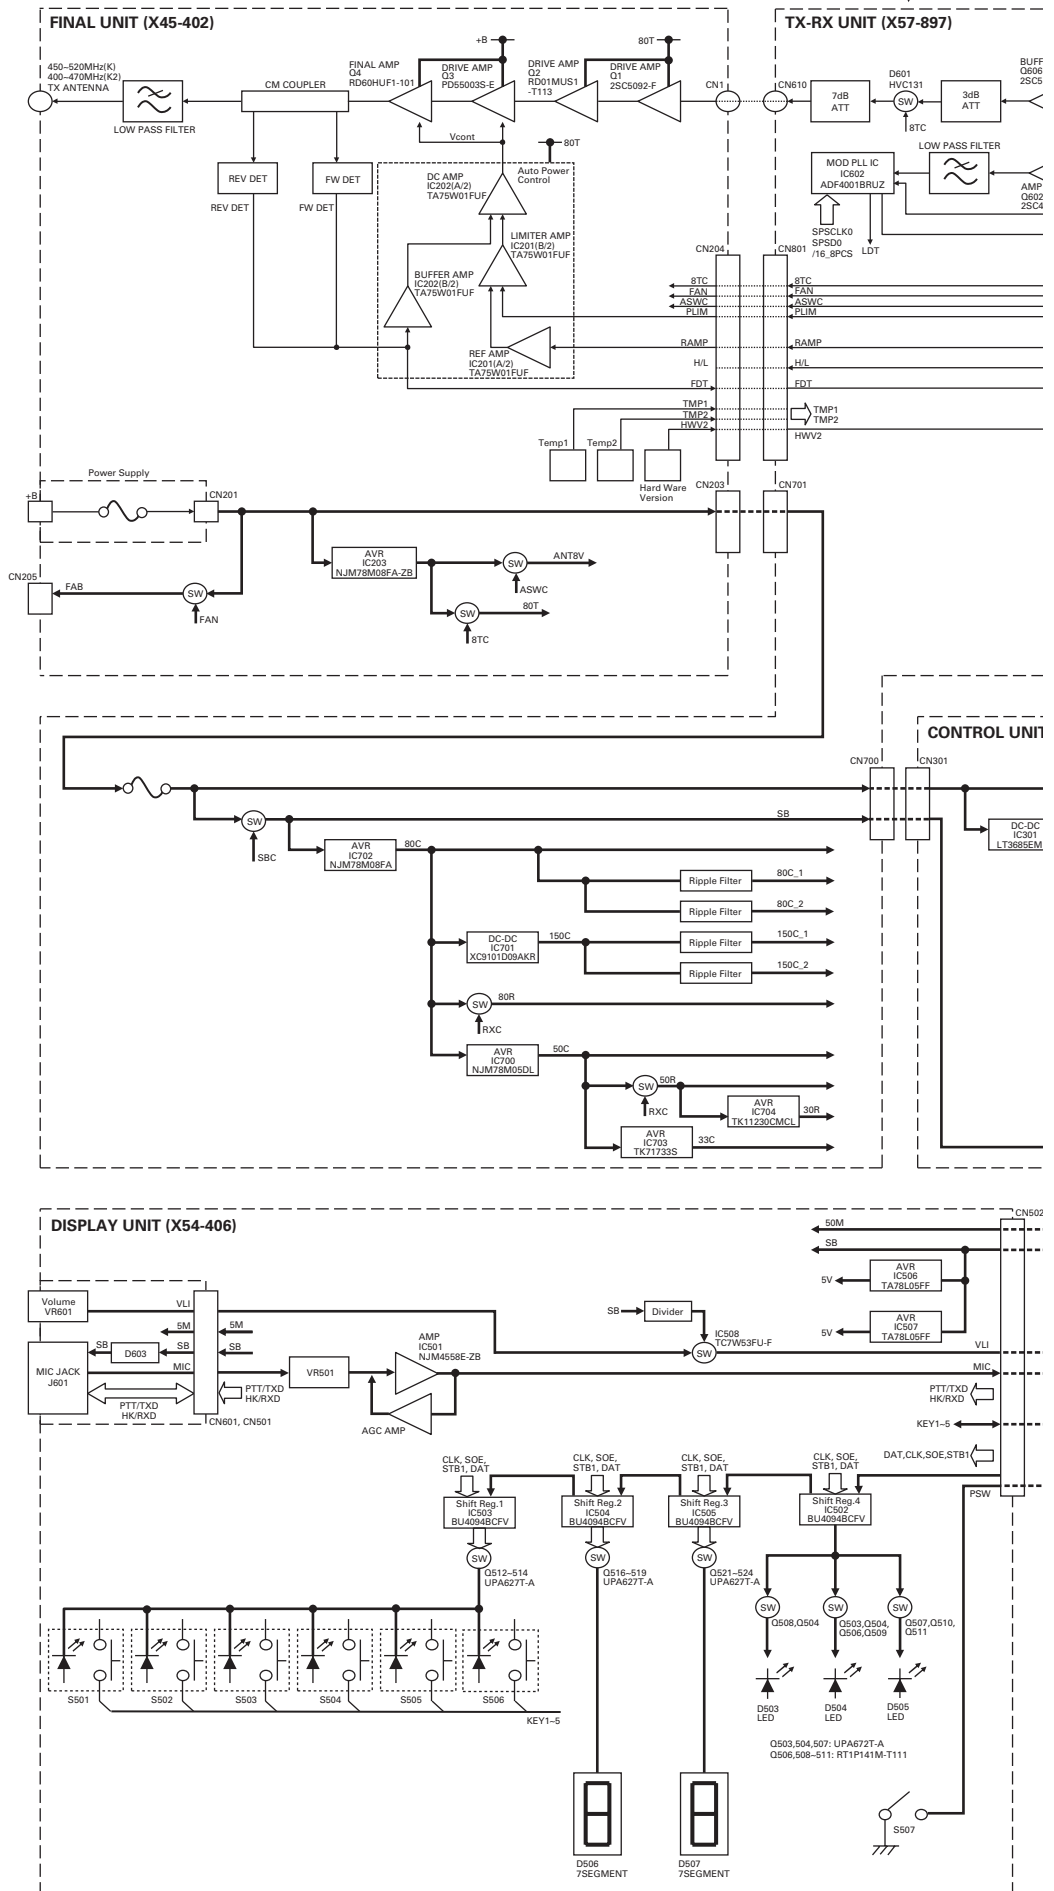 FINAL UNIT (X45-402)
450~520MHz(K)
400~470MHz(K2)
TX ANTENNA
LOW PASS FILTER
CM COUPLER
FINAL AMP
Q4
RD60HUF1-101
+B
DRIVE AMP
Q3
PD55003S-E
DRIVE AMP
Q2
RD01MUS1
-T113
80T
DRIVE AMP
Q1
2SC5092-F
CN1
REV DET
REV DET
FW DET
FW DET
Vcont
80T
Auto Power
Control
DC AMP
IC202(A/2)
TA75W01FUF
LIMITER AMP
IC201(B/2)
TA75W01FUF
BUFFER AMP
IC202(B/2)
TA75W01FUF
REF AMP
IC201(A/2)
TA75W01FUF
CN204
8TC
FAN
ASWC
PLIM
RAMP
H/L
FDT
TMP1
TMP2
HWV2
Temp1
Temp2
Hard Ware
Version
Power Supply
+B
CN201
CN203
AVR
IC203
NJM78M08FA-ZB
SW
ANT8V
ASWC
SW
80T
8TC
CN205
FAB
SW
FAN
TX-RX UNIT (X57-897)
CN610
7dB
ATT
D601
HVC131
SW
8TC
3dB
ATT
BUFF
Q606
2SC5
MOD PLL IC
IC602
ADF4001BRUZ
LOW PASS FILTER
AMP
Q602
2SC4
SPSCLK0
SPSD0
/16_8PCS
LDT
CN801
8TC
FAN
ASWC
PLIM
RAMP
H/L
FDT
TMP1
TMP2
HWV2
CN701
SW
SBC
SB
CN700
AVR
IC702
NJM78M08FA
80C
Ripple Filter
80C_1
Ripple Filter
80C_2
DC-DC
IC701
XC9101D09AKR
150C
Ripple Filter
150C_1
Ripple Filter
150C_2
SW
80R
RXC
AVR
IC700
NJM78M05DL
50C
SW
50R
RXC
AVR
IC704
TK11230CMCL
30R
AVR
IC703
TK71733S
33C
CONTROL UNIT
CN301
DC-DC
IC301
LT3685EM
DISPLAY UNIT (X54-406)
CN502
50M
SB
AVR
IC506
TA78L05FF
5V
AVR
IC507
TA78L05FF
5V
Volume
VR601
VLI
5M
5M
MIC JACK
J601
SB
D603
SB
SB
MIC
PTT/TXD
HK/RXD
PTT/TXD
HK/RXD
CN601, CN501
VR501
AMP
IC501
NJM4558E-ZB
AGC AMP
SB
Divider
SW
IC508
TC7W53FU-F
VLI
MIC
PTT/TXD
HK/RXD
KEY1~5
DAT,CLK,SOE,STB1
PSW
CLK, SOE,
STB1, DAT
Shift Reg.1
IC503
BU4094BCFV
SW
Q512~514
UPA627T-A
CLK, SOE,
STB1, DAT
Shift Reg.2
IC504
BU4094BCFV
SW
Q516~519
UPA627T-A
CLK, SOE,
STB1, DAT
Shift Reg.3
IC505
BU4094BCFV
SW
Q521~524
UPA627T-A
CLK, SOE,
STB1, DAT
Shift Reg.4
IC502
BU4094BCFV
SW
Q508,Q504
SW
Q503,Q504,
Q506,Q509
SW
Q507,Q510,
Q511
D503
LED
D504
LED
D505
LED
Q503,504,507: UPA672T-A
Q506,508~511: RT1P141M-T111
S501
S502
S503
S504
S505
S506
KEY1~5
D506
7SEGMENT
D507
7SEGMENT
S507